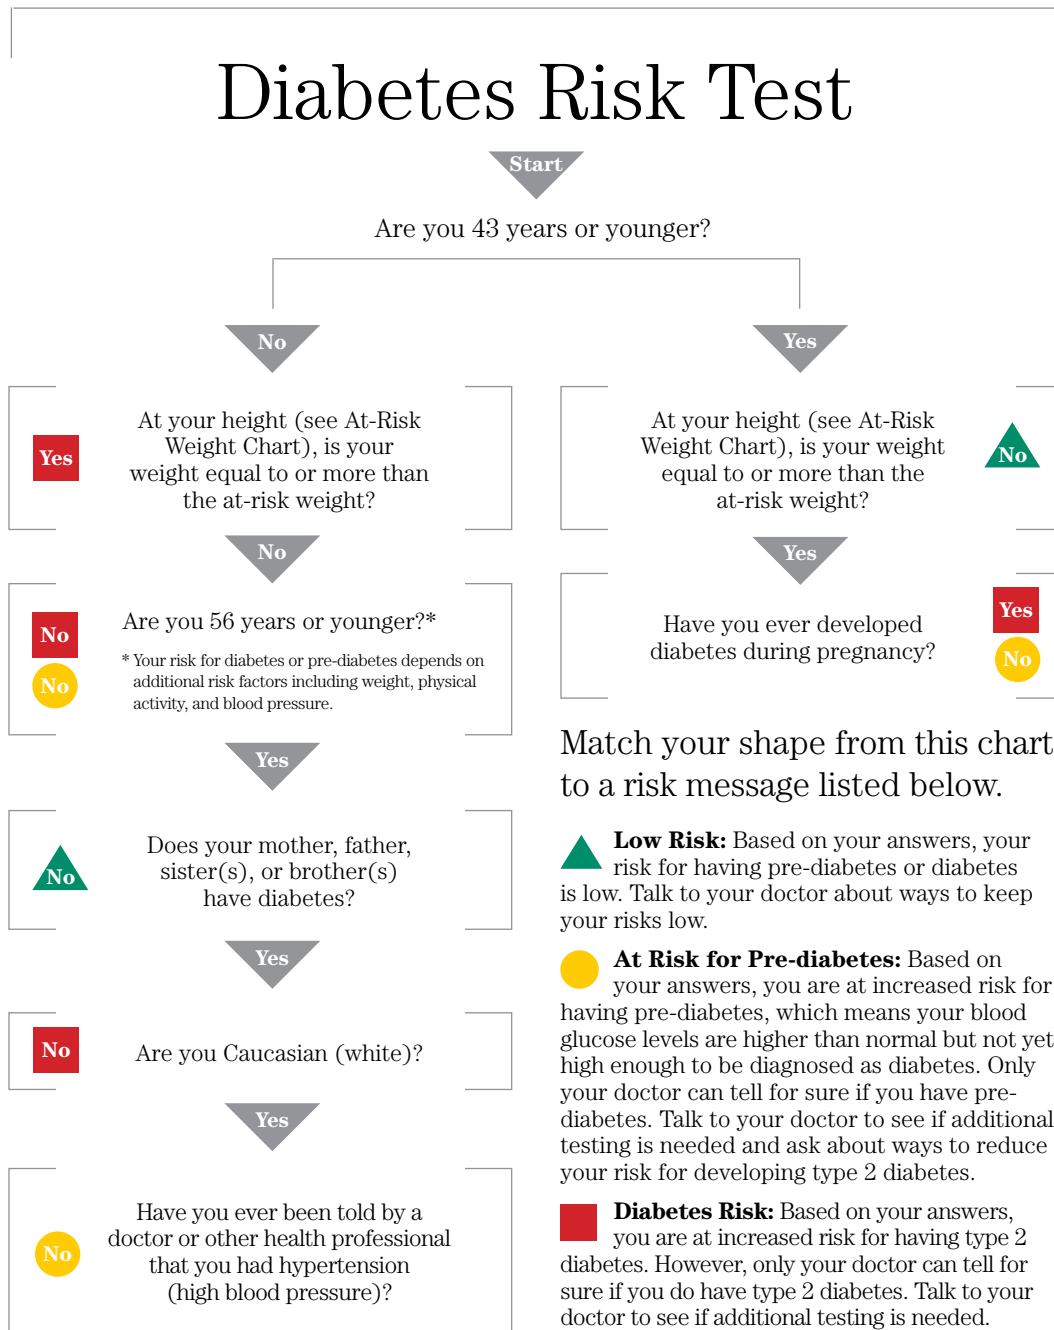 Diabetes Risk Test
Start
Are you 43 years or younger?
No
Yes
At your height (see At-Risk
Weight Chart), is your
weight equal to or more than
the at-risk weight?
No
Are you 56 years or younger?*
* Your risk for diabetes or pre-diabetes depends on
additional risk factors including weight, physical
activity, and blood pressure.
No
No
Yes
Does your mother, father,
sister(s), or brother(s)
have diabetes?
No
Yes
Are you Caucasian (white)?
No
Yes
Have you ever been told by a
doctor or other health professional
that you had hypertension
(high blood pressure)?
No
Yes
At your height (see At-Risk
Weight Chart), is your weight
equal to or more than the
at-risk weight?
No
Yes
Have you ever developed
diabetes during pregnancy?
Yes
No
Match your shape from this chart
to a risk message listed below.
Low Risk: Based on your answers, your
risk for having pre-diabetes or diabetes
is low. Talk to your doctor about ways to keep
your risks low.
At Risk for Pre-diabetes: Based on
your answers, you are at increased risk for
having pre-diabetes, which means your blood
glucose levels are higher than normal but not yet
high enough to be diagnosed as diabetes. Only
your doctor can tell for sure if you have pre-
diabetes. Talk to your doctor to see if additional
testing is needed and ask about ways to reduce
your risk for developing type 2 diabetes.
Diabetes Risk: Based on your answers,
you are at increased risk for having type 2
diabetes. However, only your doctor can tell for
sure if you do have type 2 diabetes. Talk to your
doctor to see if additional testing is needed.